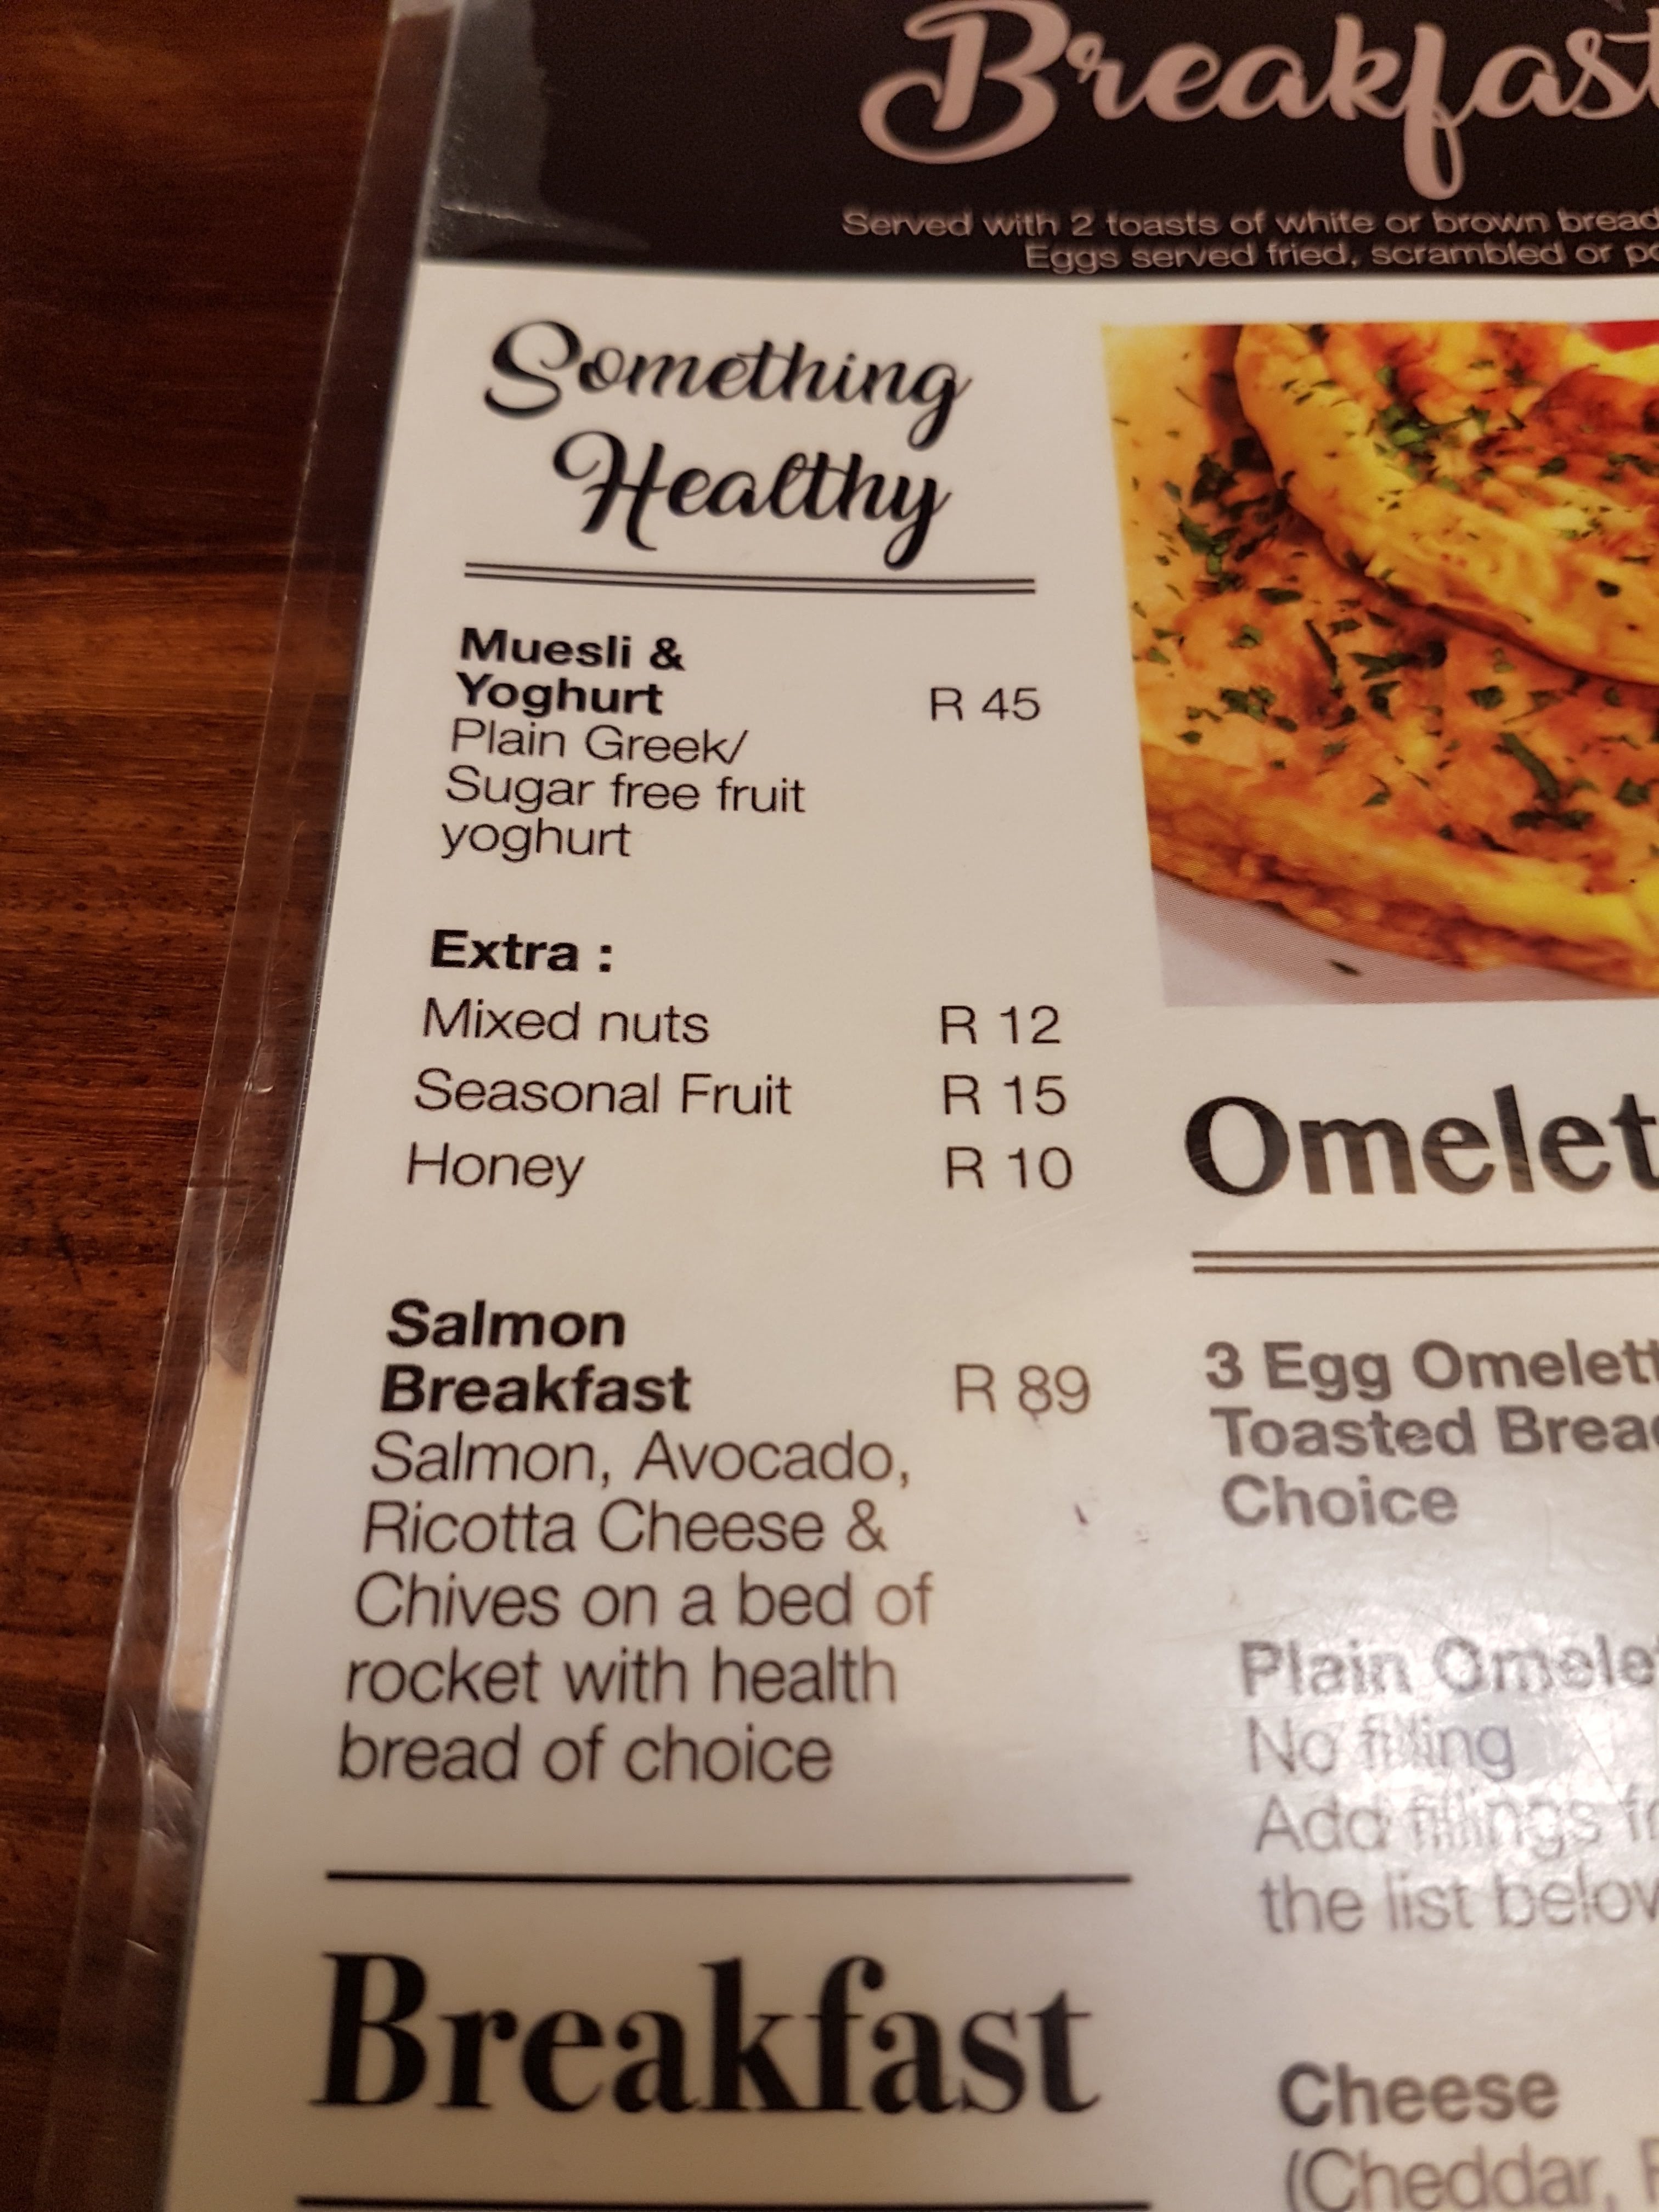 Breakfast
Served with 2 toasts of white or brown bread
Eggs served fried, scrambled or
Something
Healthy
Muesli &
Yoghurt R 45
Plain Greek/
Sugar free fruit
yoghurt
Extra :
Mixed nuts R 12
Seasonal Fruit R 15
Honey R 10
Salmon
Breakfast R 89
Salmon, Avocado,
Ricotta Cheese &
Chives on a bed of
rocket with health
bread of choice
Breakfast
Omelet
3 Egg Omelett
Toasted Brea
Choice
Plain Omele
No filling
Add fillings
the list below
Cheese
(Cheddar,